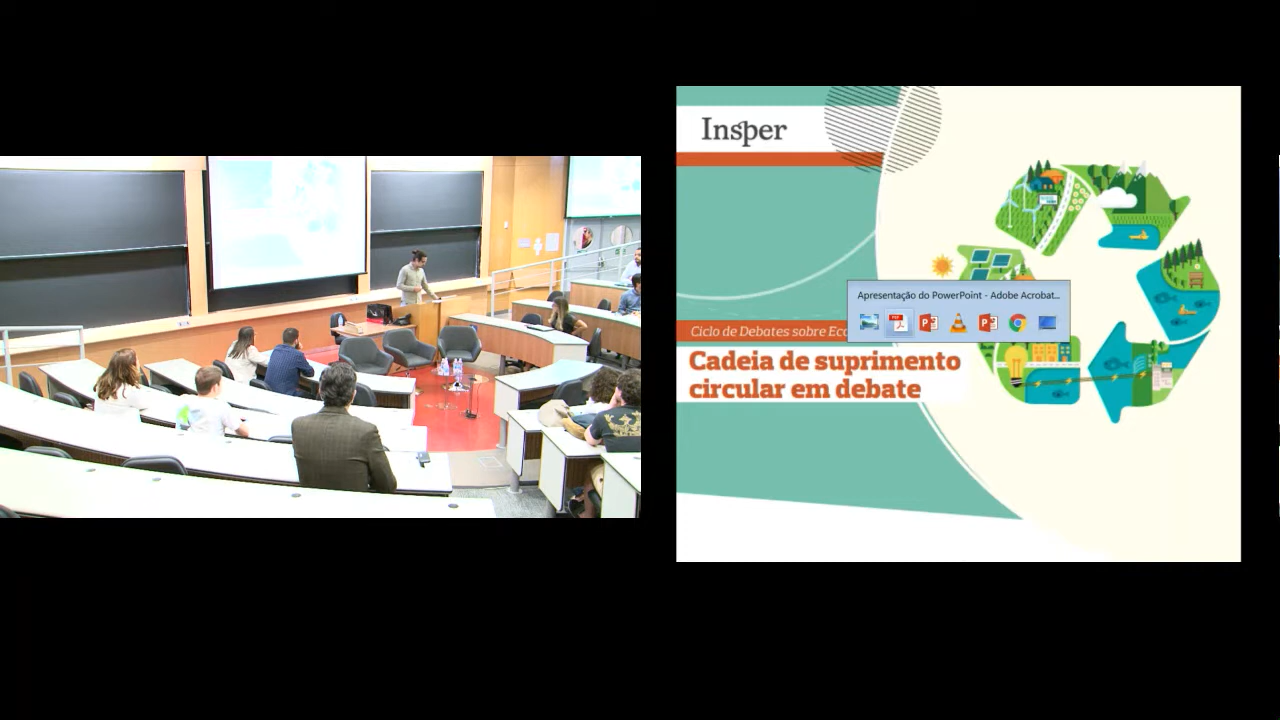 Insper
Ciclo de Debates sobre Eco
Apresentação do PowerPoint - Adobe Acrobat...
Cadeia de suprimento
circular em debate